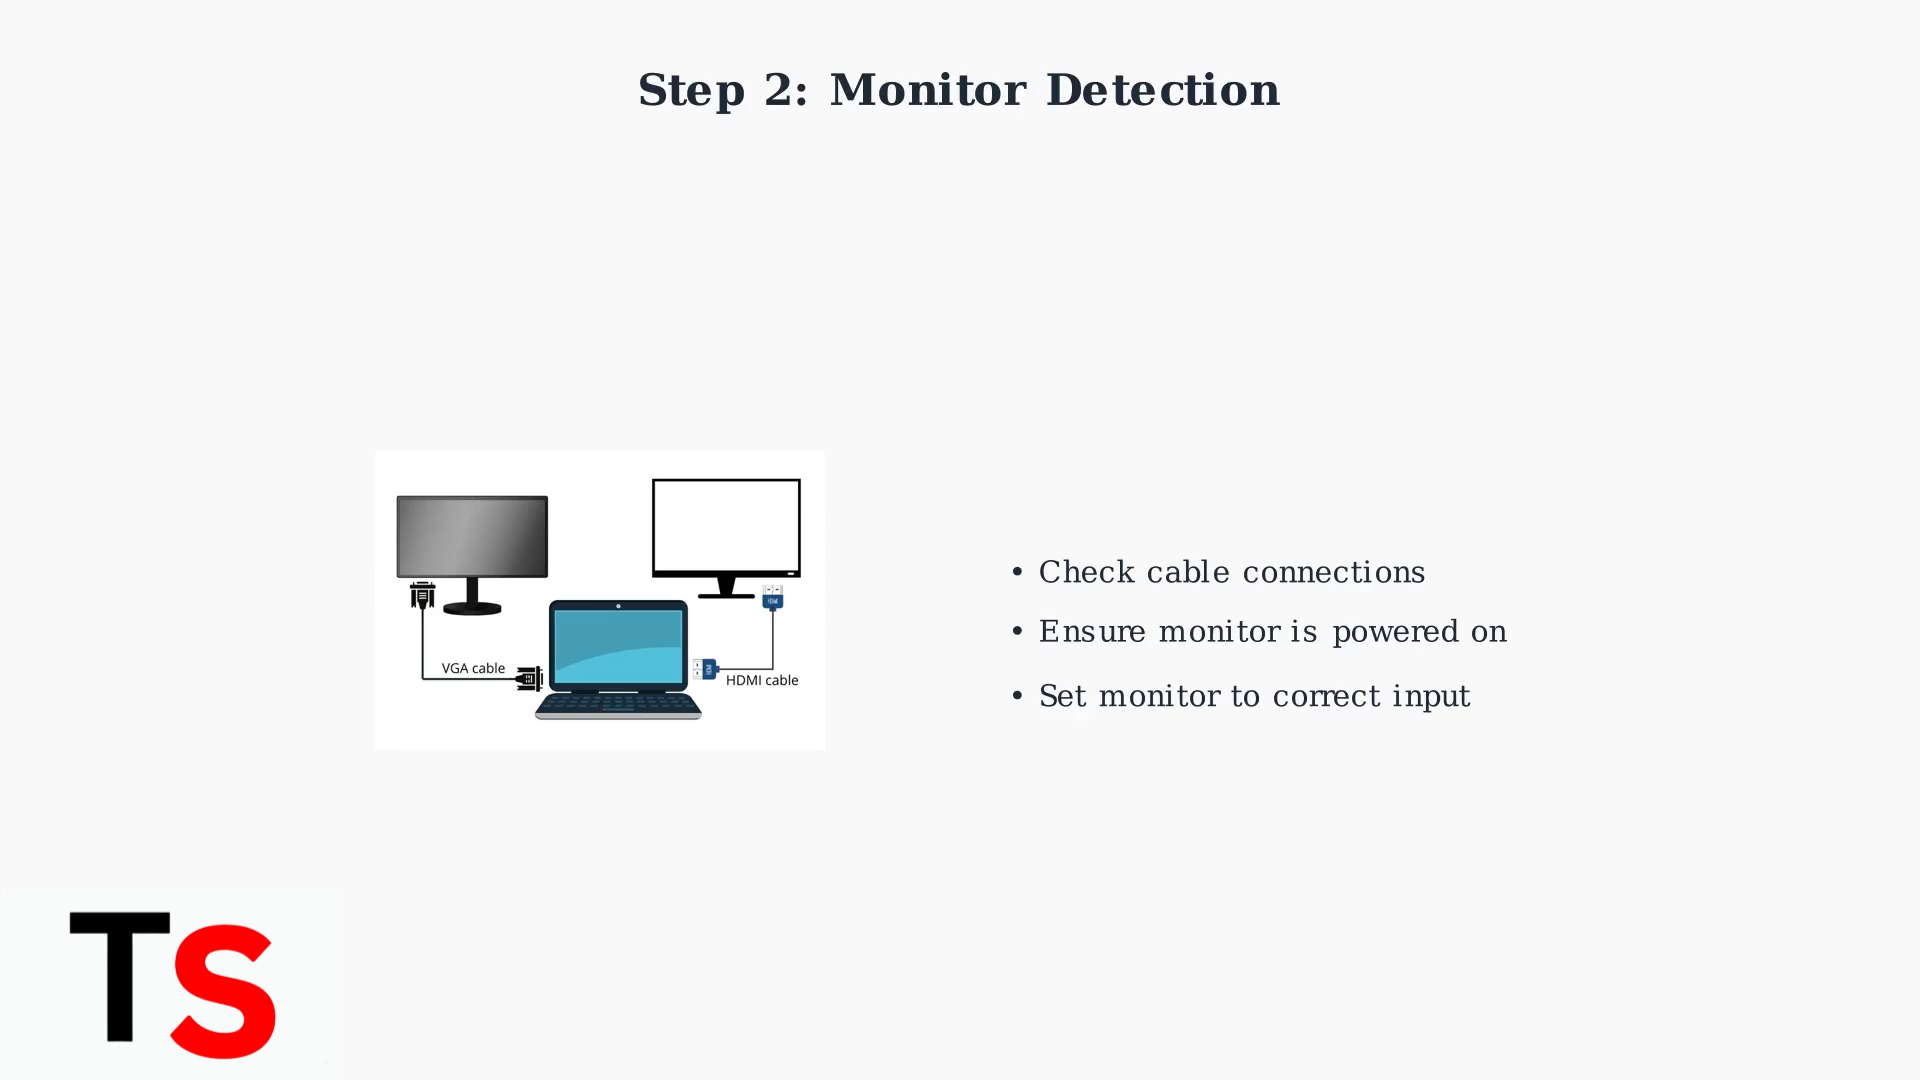 Step 2: Monitor Detection
VGA cable
HDMI cable
• Check cable connections
• Ensure monitor is powered on
• Set monitor to correct input
TS